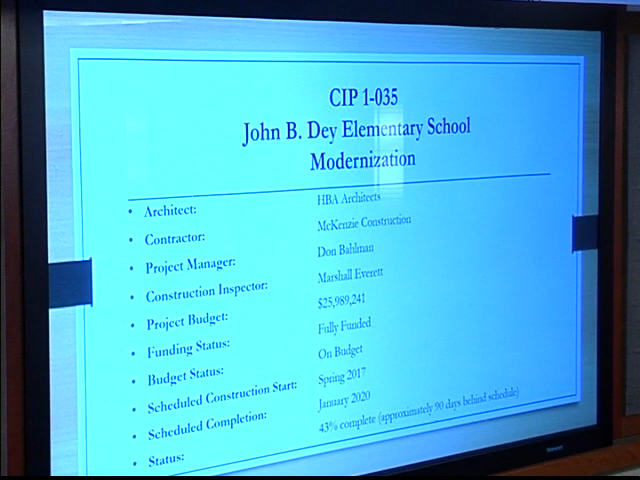 CIP 1-035
John B. Dey Elementary School
Modernization
• Architect: HBA Architects
• Contractor: McKenzie Construction
• Project Manager: Don Bahlman
• Construction Inspector: Marshall Everett
• Project Budget: $25,989,241
• Funding Status: Fully Funded
• Budget Status: On Budget
• Scheduled Construction Start: Spring 2017
• Scheduled Completion: January 2020
• Status: 43% complete (approximately 90 days behind schedule)